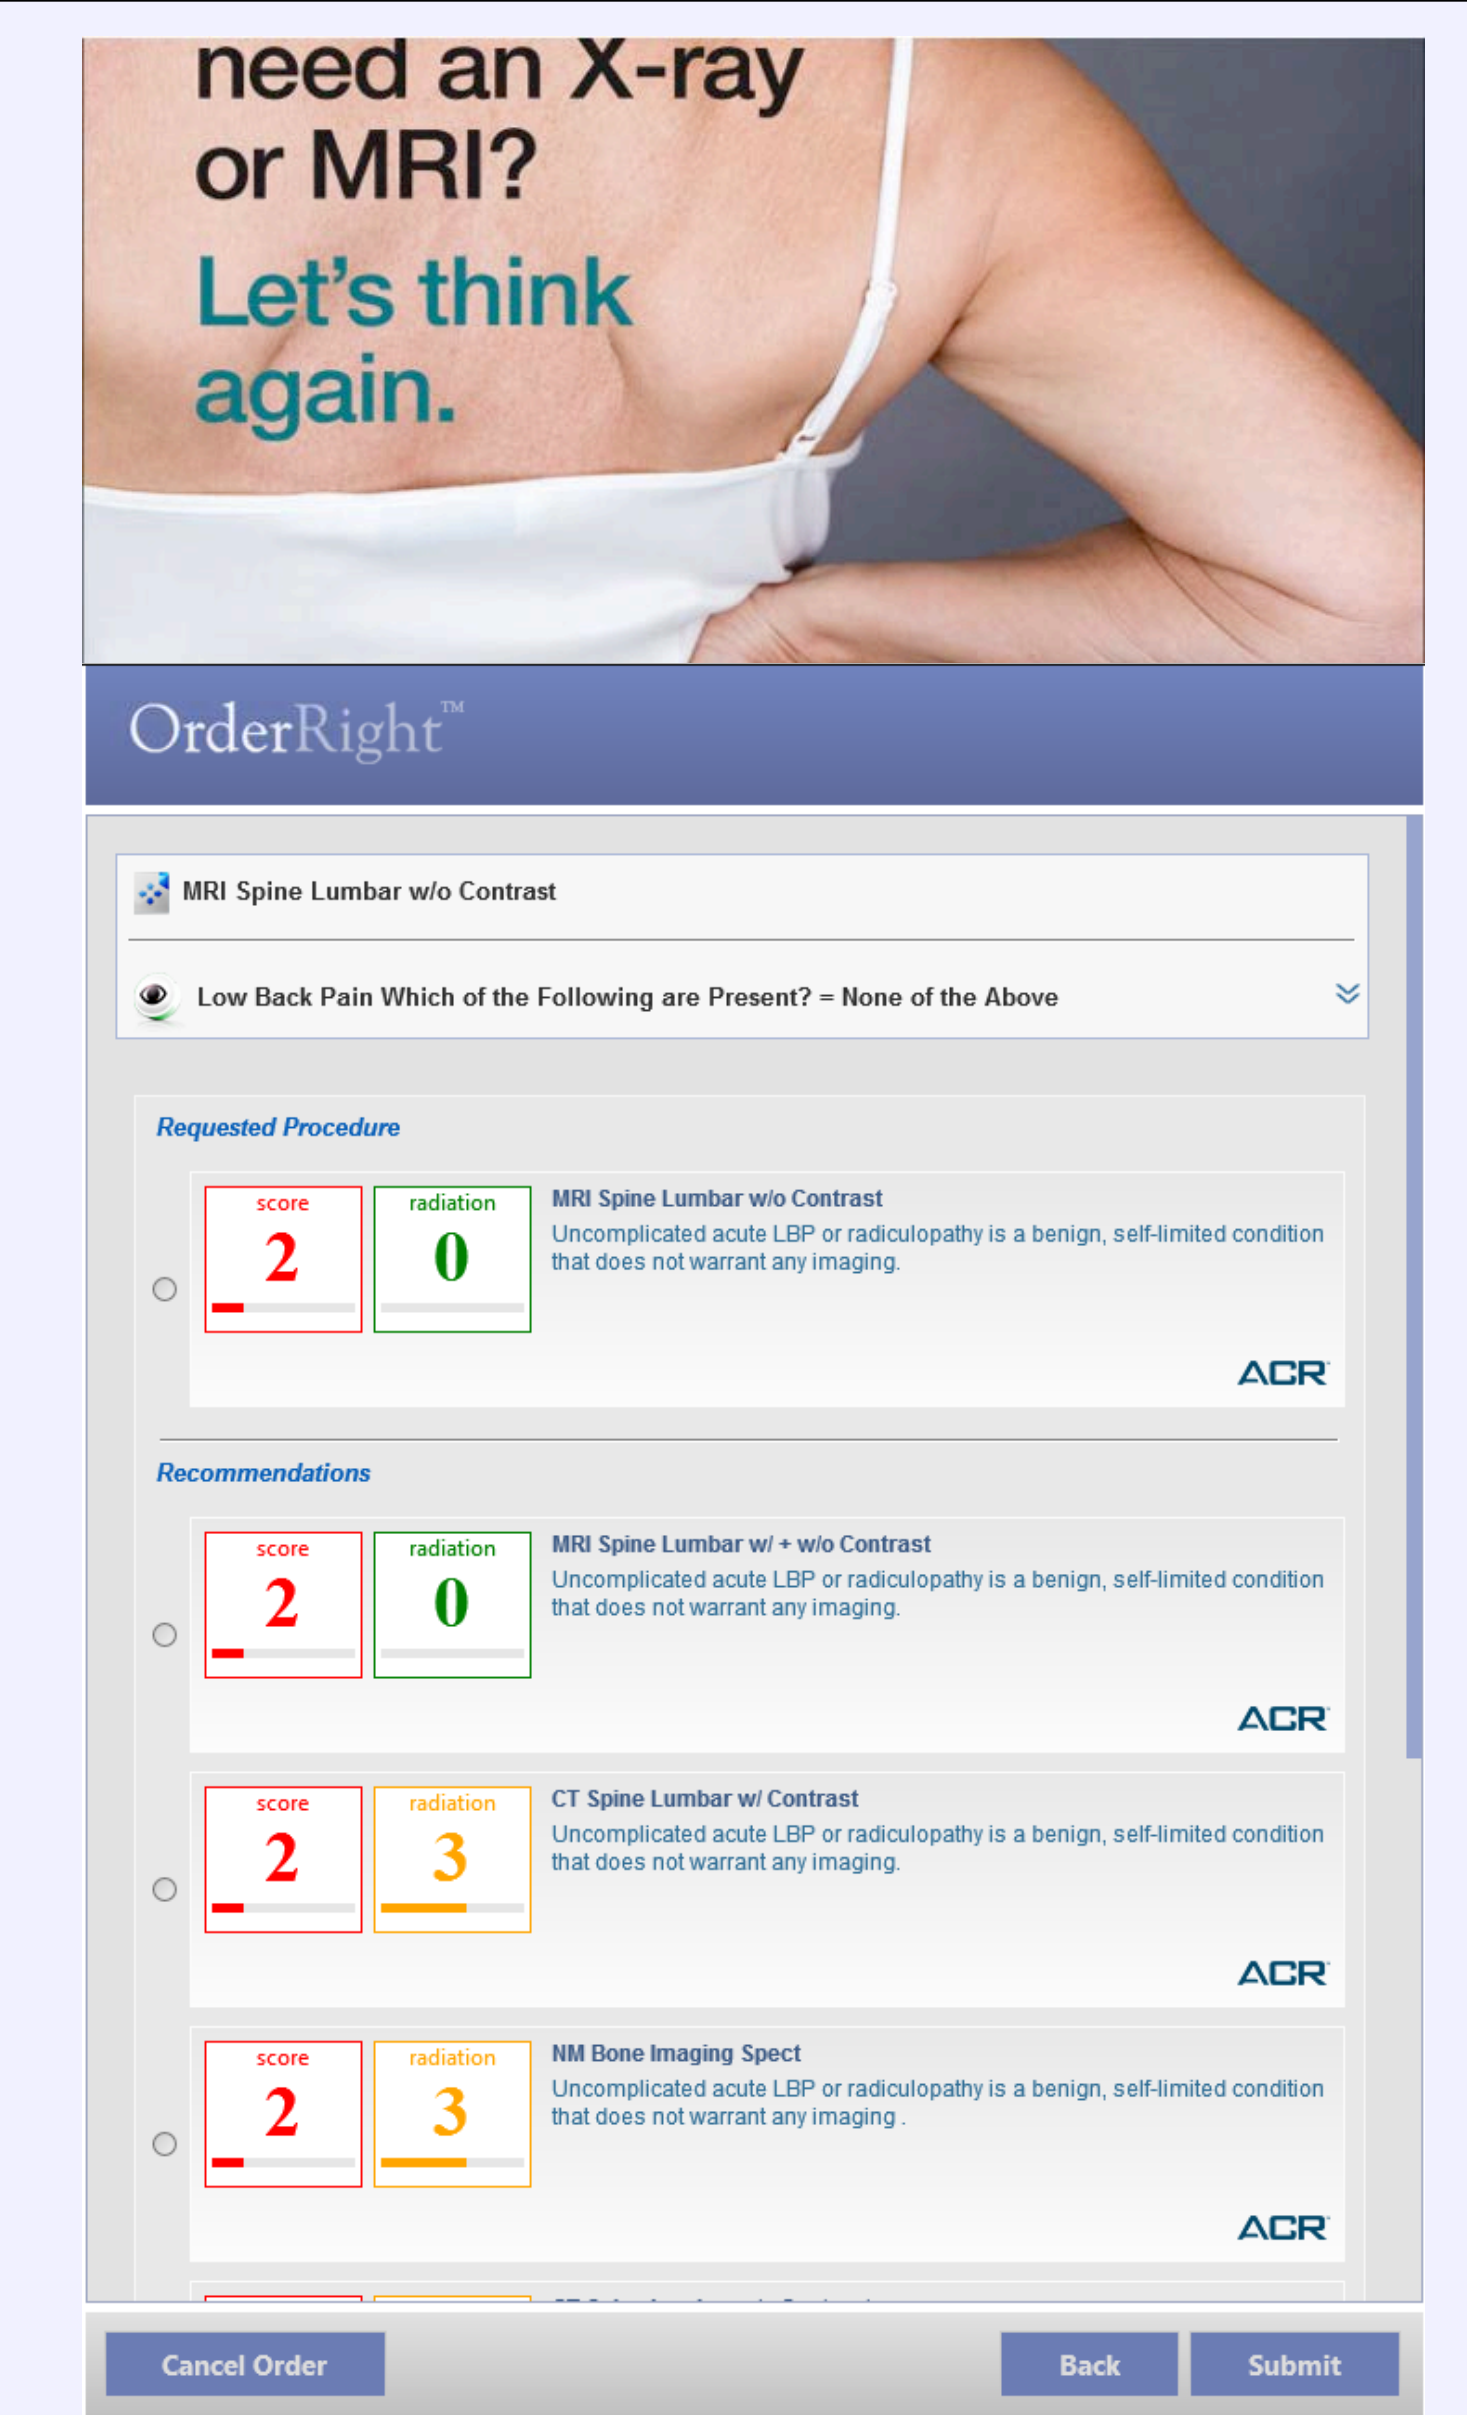 need an X-ray
or MRI?
Let's think
again.
OrderRight™
MRI Spine Lumbar w/o Contrast
Low Back Pain Which of the Following are Present? = None of the Above
Requested Procedure
score
2
radiation
0
MRI Spine Lumbar w/o Contrast
Uncomplicated acute LBP or radiculopathy is a benign, self-limited condition
that does not warrant any imaging.
ACR
Recommendations
score
2
radiation
0
MRI Spine Lumbar w/ + w/o Contrast
Uncomplicated acute LBP or radiculopathy is a benign, self-limited condition
that does not warrant any imaging.
ACR
score
2
radiation
3
CT Spine Lumbar w/ Contrast
Uncomplicated acute LBP or radiculopathy is a benign, self-limited condition
that does not warrant any imaging.
ACR
score
2
radiation
3
NM Bone Imaging Spect
Uncomplicated acute LBP or radiculopathy is a benign, self-limited condition
that does not warrant any imaging .
ACR
Cancel Order
Back
Submit